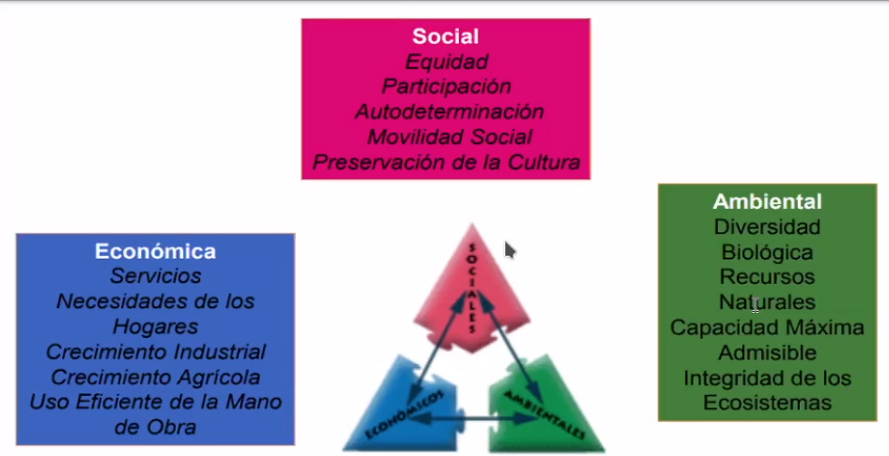 Social
Equidad
Participación
Autodeterminación
Movilidad Social
Preservación de la Cultura
Económica
Servicios
Necesidades de los
Hogares
Crecimiento Industrial
Crecimiento Agrícola
Uso Eficiente de la Mano
de Obra
SOCIALES
ECONÓMICOS
AMBIENTALES
Ambiental
Diversidad
Biológica
Recursos
Naturales
Capacidad Máxima
Admisible
Integridad de los
Ecosistemas